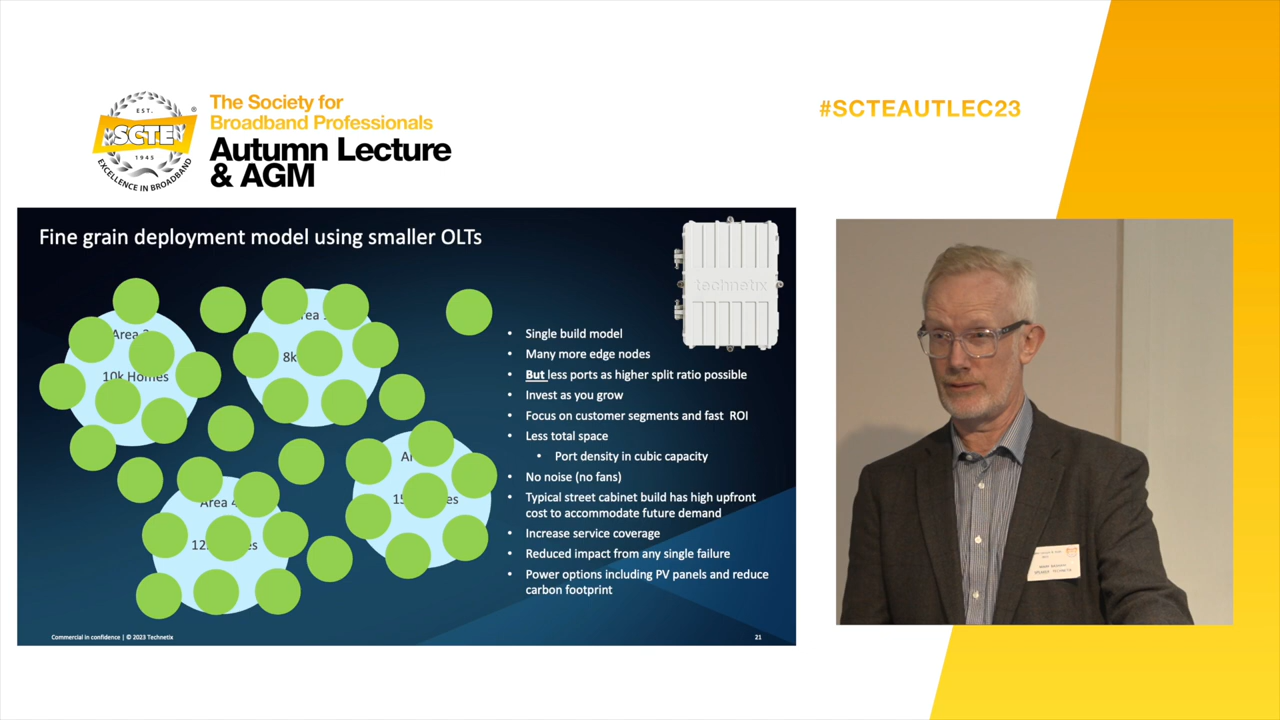 EST.
SCTE
®
1945
EXCELLENCE IN BROADBAND
The Society for
Broadband Professionals
Autumn Lecture
& AGM
#SCTEAUTLEC23
Fine grain deployment model using smaller OLTs
technetix
Area
10k Homes
8k
Area 4
• Single build model
• Many more edge nodes
• But less ports as higher split ratio possible
• Invest as you grow
• Focus on customer segments and fast ROI
• Less total space
• Port density in cubic capacity
• No noise (no fans)
• Typical street cabinet build has high upfront
cost to accommodate future demand
• Increase service coverage
• Reduced impact from any single failure
• Power options including PV panels and reduce
carbon footprint
Commercial in confidence | © 2023 Technetix
21